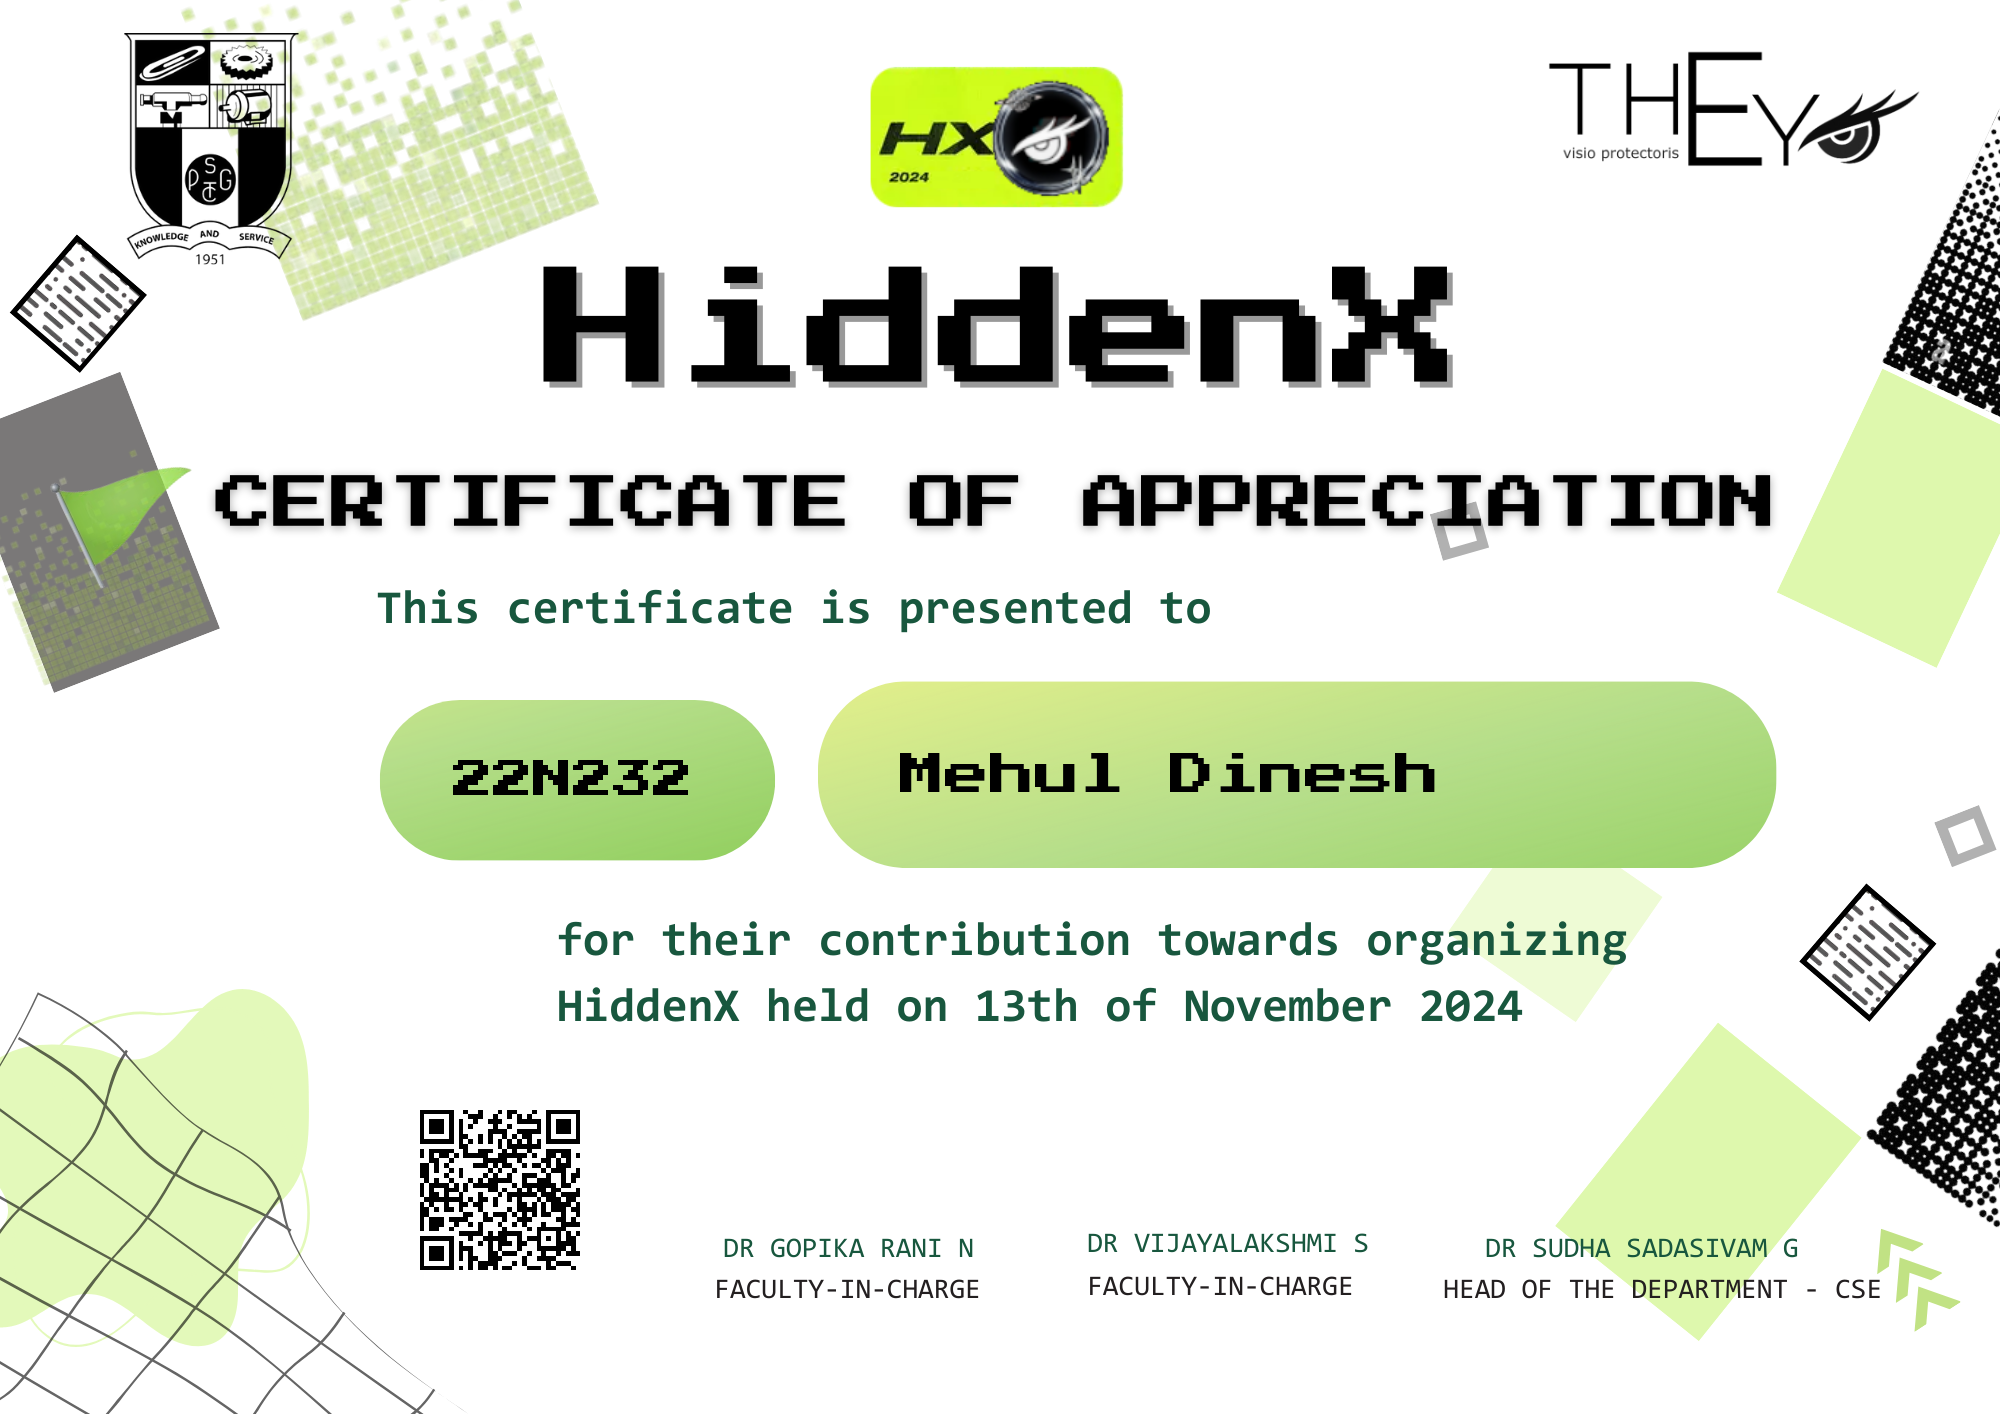 KNOWLEDGE AND SERVICE
1951
PSG
TC
HX
2024
THEY
visio protectoris
HiddenX
CERTIFICATE OF APPRECIATION
This certificate is presented to
22N232
Mehul Dinesh
for their contribution towards organizing
HiddenX held on 13th of November 2024
DR GOPIKA RANI N
FACULTY-IN-CHARGE
DR VIJAYALAKSHMI S
FACULTY-IN-CHARGE
DR SUDHA SADASIVAM G
HEAD OF THE DEPARTMENT - CSE